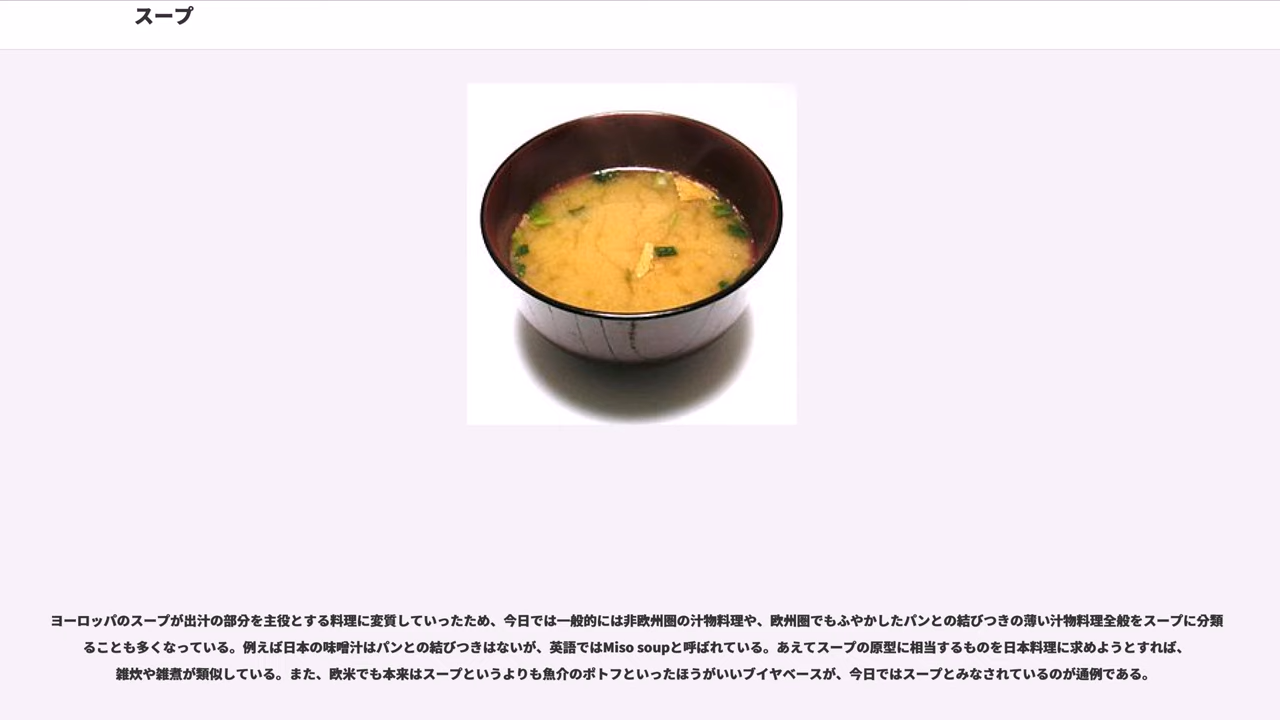 スープ
ヨーロッパのスープが出汁の部分を主役とする料理に変質していったため、今日では一般的には非欧州圏の汁物料理や、欧州圏でもふやかしたパンとの結びつきの薄い汁物料理全般をスープに分類
ることも多くなっている。例えば日本の味噌汁はパンとの結びつきはないが、英語ではMiso soupと呼ばれている。あえてスープの原型に相当するものを日本料理に求めようとすれば、
雑炊や雑煮が類似している。また、欧米でも本来はスープというよりも魚介のポトフといったほうがいいブイヤベースが、今日ではスープとみなされているのが通例である。